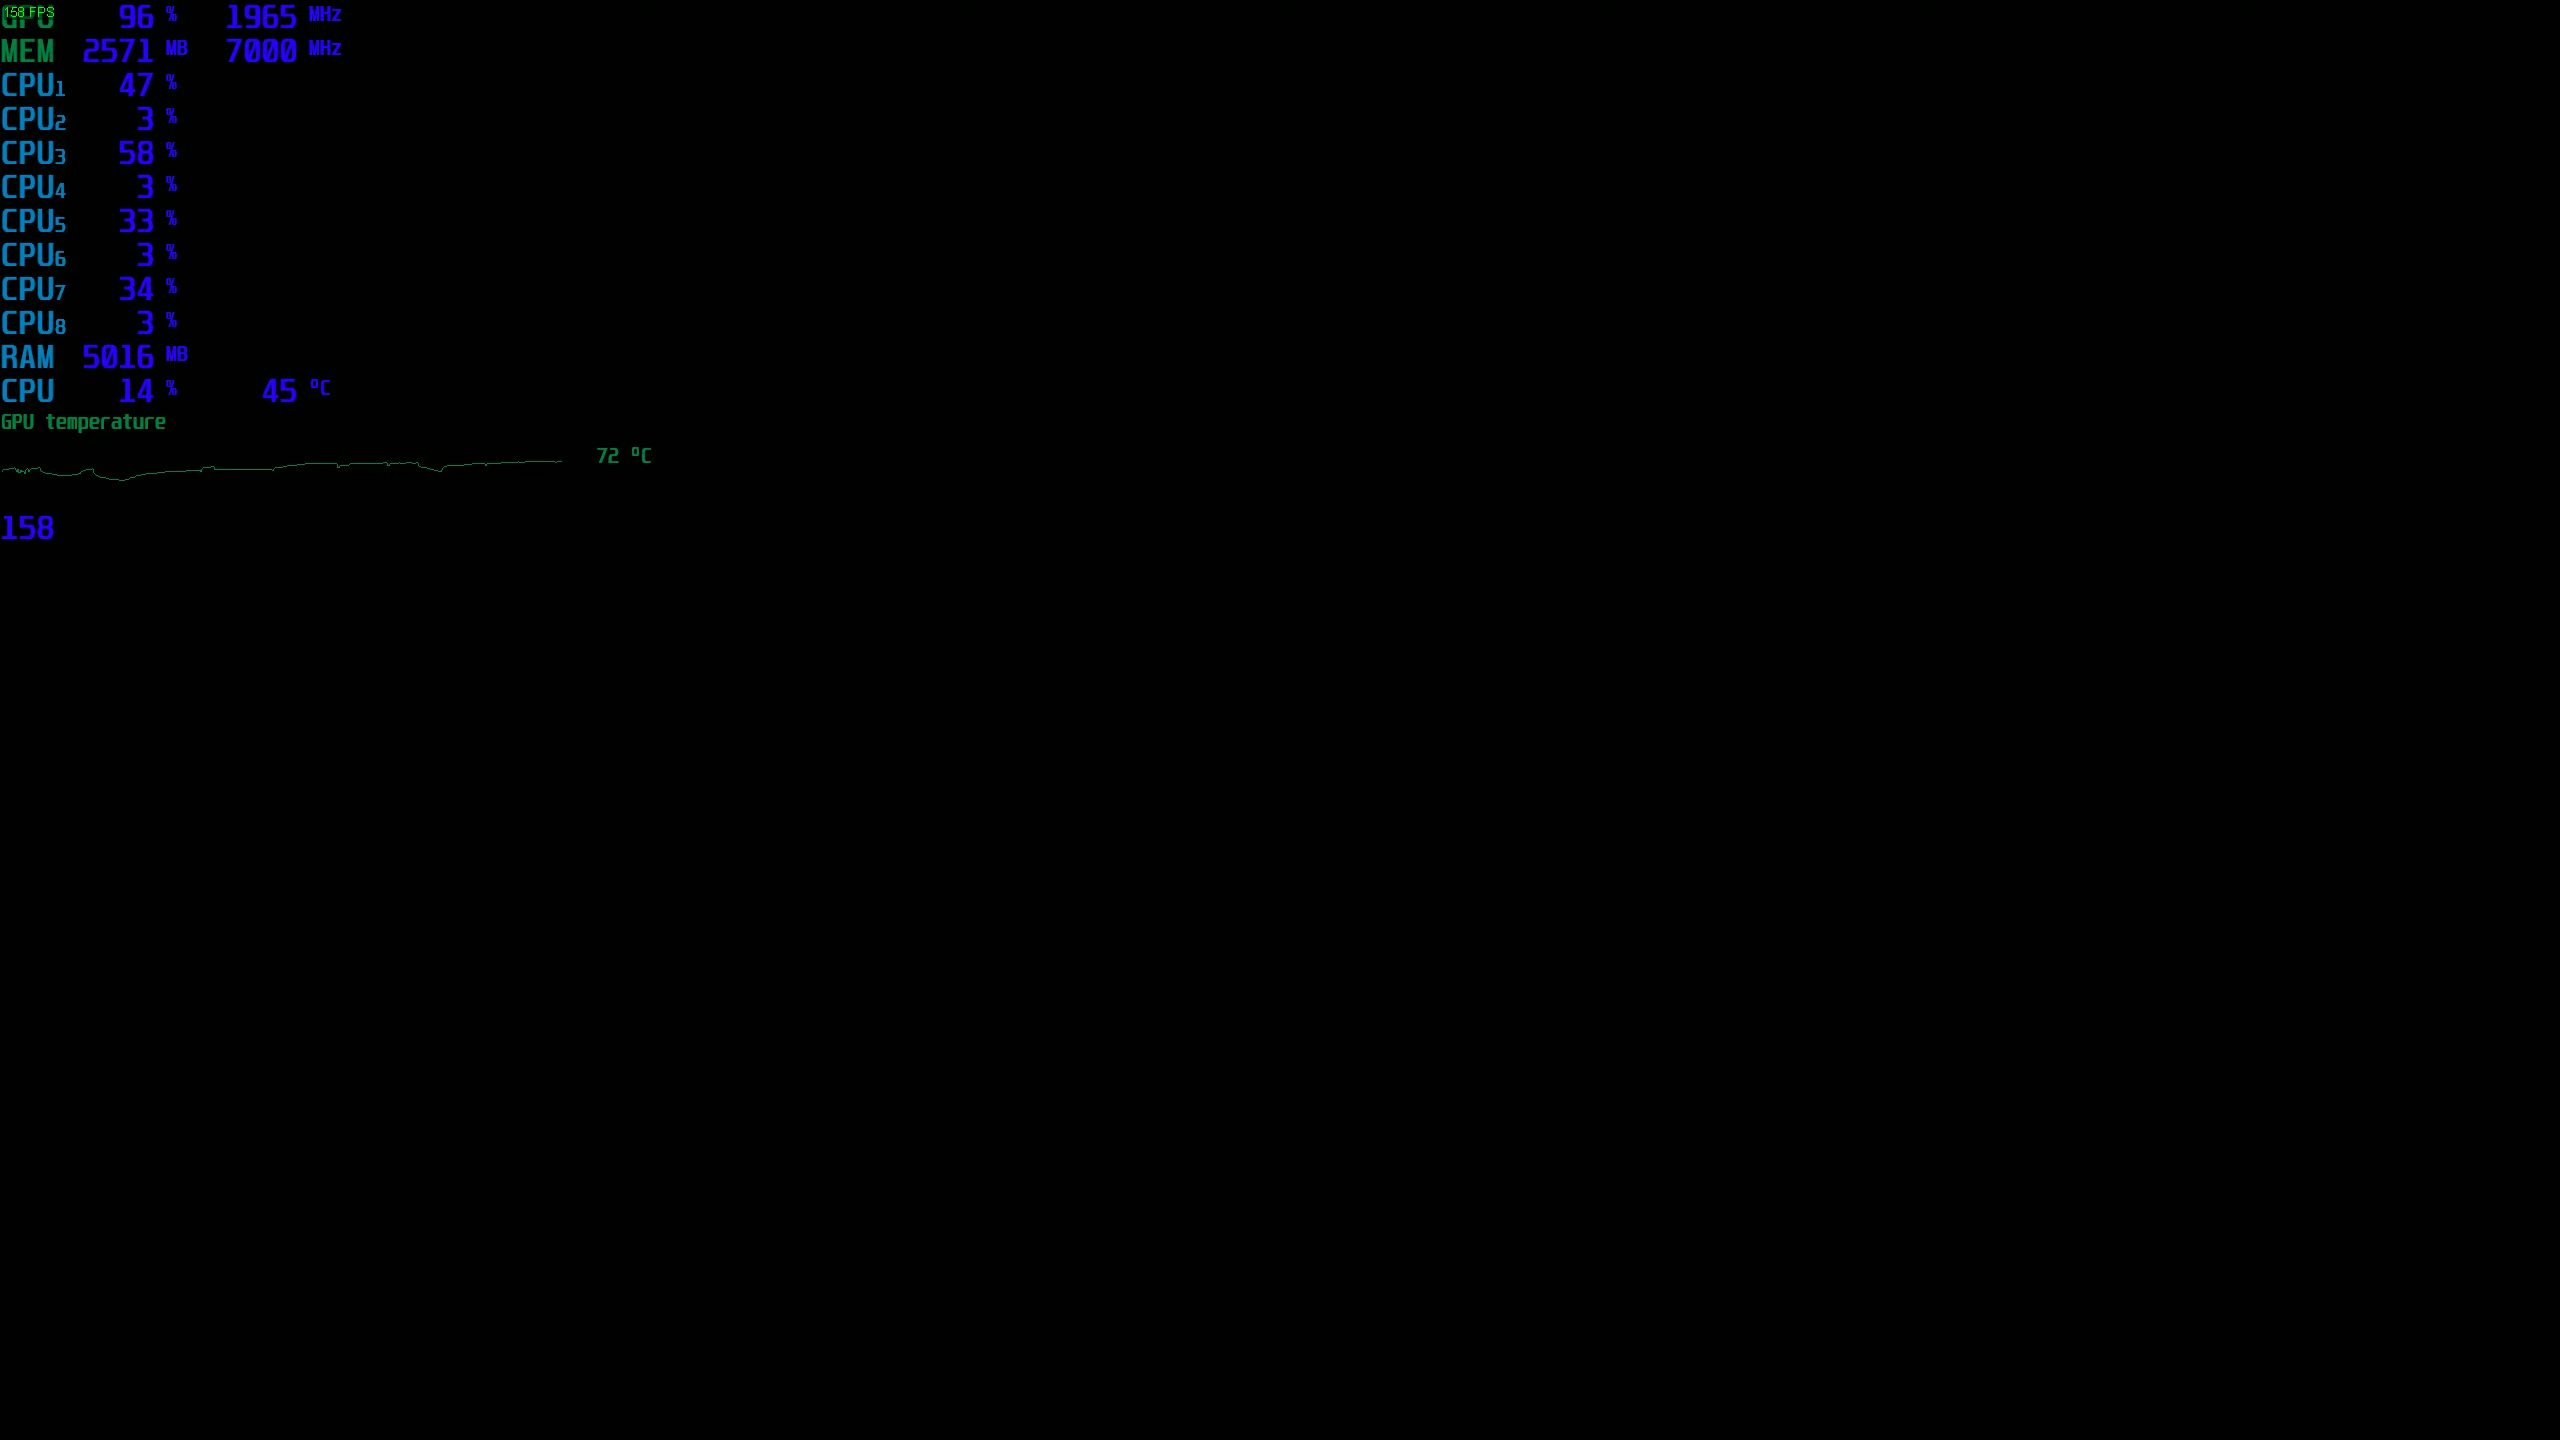 158 FPS
GPU 96 % 1965 MHz
MEM 2571 MB 7000 MHz
CPU1 47 %
CPU2 3 %
CPU3 58 %
CPU4 3 %
CPU5 33 %
CPU6 3 %
CPU7 34 %
CPU8 3 %
RAM 5016 MB
CPU 14 % 45 °C
GPU temperature
72 °C
158